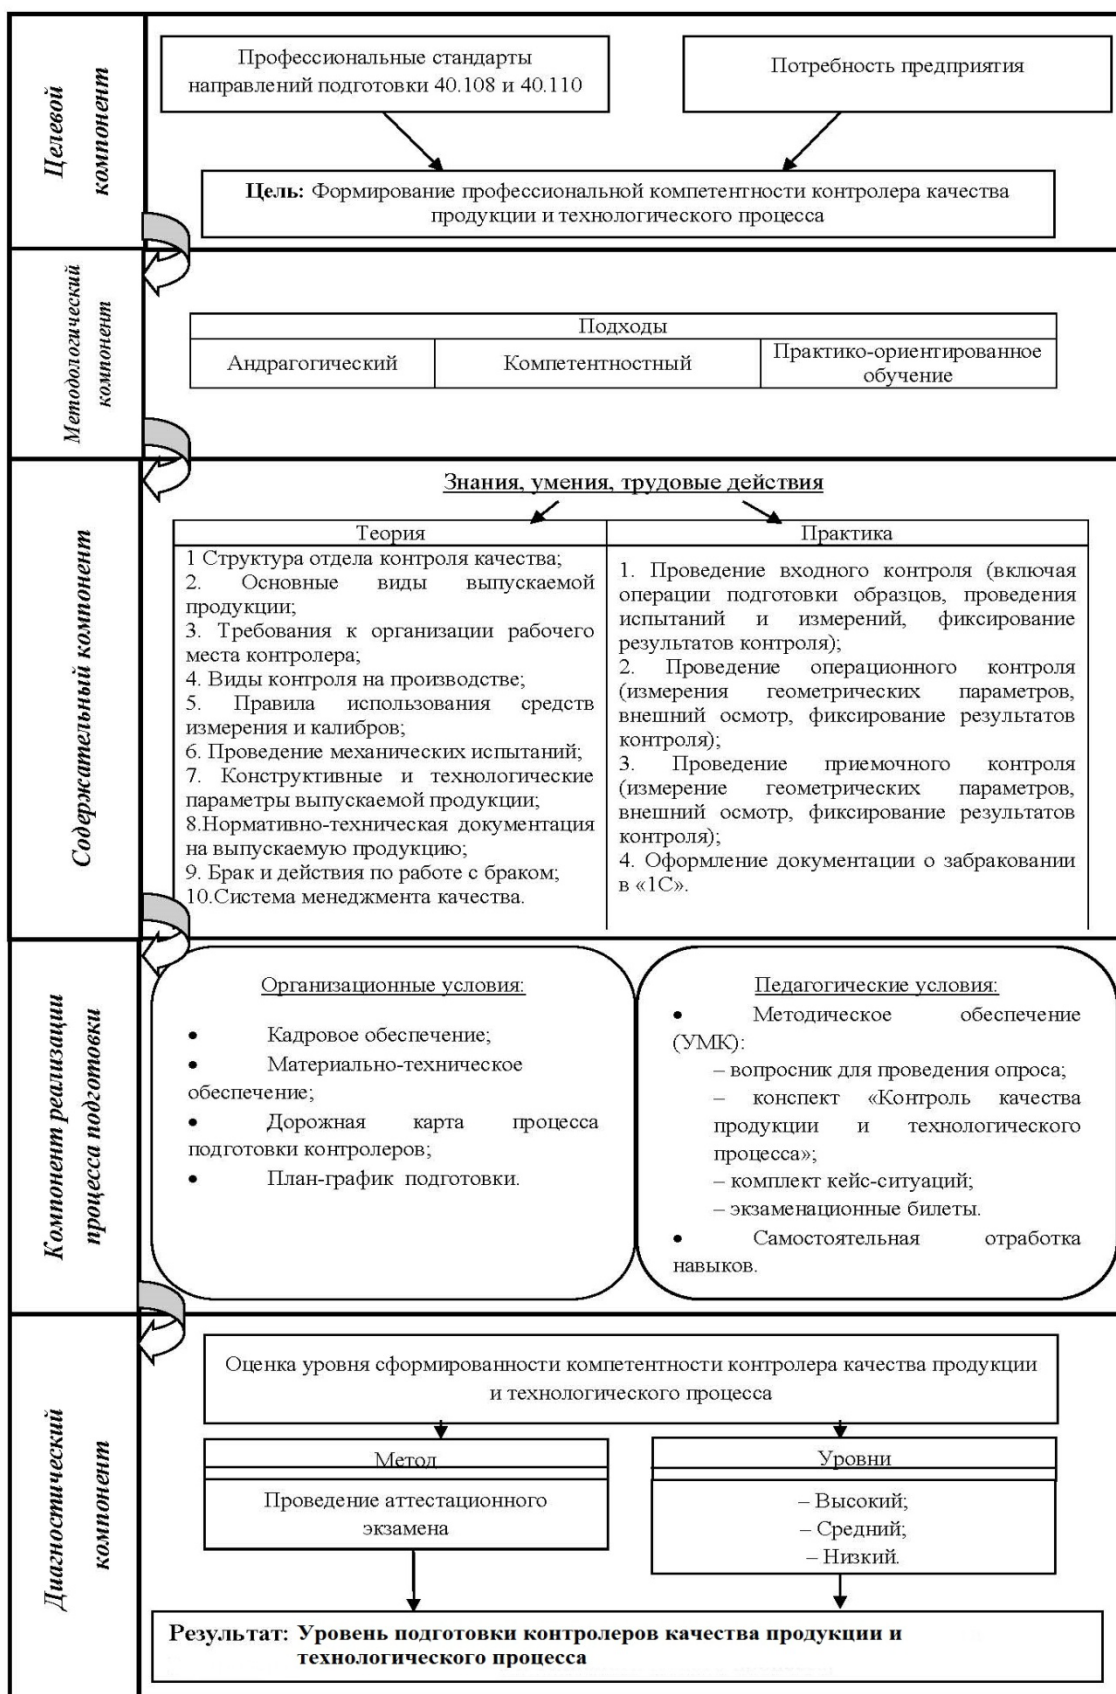 Целевой
компонент
Профессиональные стандарты
направлений подготовки 40.108 и 40.110
Потребность предприятия
Цель: Формирование профессиональной компетентности контролера качества
продукции и технологического процесса
Методологический
компонент
Подходы
Андрагогический
Компетентностный
Практико-ориентированное
обучение
Содержательный компонент
Знания, умения, трудовые действия
Теория
1 Структура отдела контроля качества;
2. Основные виды выпускаемой
продукции;
3. Требования к организации рабочего
места контролера;
4. Виды контроля на производстве;
5. Правила использования средств
измерения и калибров;
6. Проведение механических испытаний;
7. Конструктивные и технологические
параметры выпускаемой продукции;
8.Нормативно-техническая документация
на выпускаемую продукцию;
9. Брак и действия по работе с браком;
10.Система менеджмента качества.
Практика
1. Проведение входного контроля (включая
операции подготовки образцов, проведения
испытаний и измерений, фиксирование
результатов контроля);
2. Проведение операционного контроля
(измерения геометрических параметров,
внешний осмотр, фиксирование результатов
контроля);
3. Проведение приемочного контроля
(измерение геометрических параметров,
внешний осмотр, фиксирование результатов
контроля);
4. Оформление документации о забраковании
в «1С».
Компонент реализации
процесса подготовки
Организационные условия:
• Кадровое обеспечение;
• Материально-техническое
обеспечение;
• Дорожная карта процесса
подготовки контролеров;
• План-график подготовки.
Педагогические условия:
• Методическое обеспечение
(УМК):
– вопросник для проведения опроса;
– конспект «Контроль качества
продукции и технологического
процесса»;
– комплект кейс-ситуаций;
– экзаменационные билеты.
• Самостоятельная отработка
навыков.
Диагностический
компонент
Оценка уровня сформированности компетентности контролера качества продукции
и технологического процесса
Метод
Проведение аттестационного
экзамена
Уровни
– Высокий;
– Средний;
– Низкий.
Результат: Уровень подготовки контролеров качества продукции и
технологического процесса